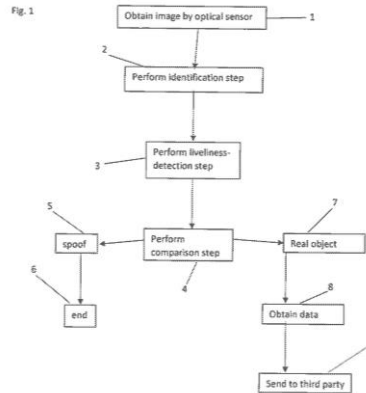 Fig. 1
Obtain image by optical sensor
1
2
Perform identification step
Perform liveliness-
detection step
3
5
7
spoof
Perform
comparison step
Real object
6
4
8
end
Obtain data
Send to third party